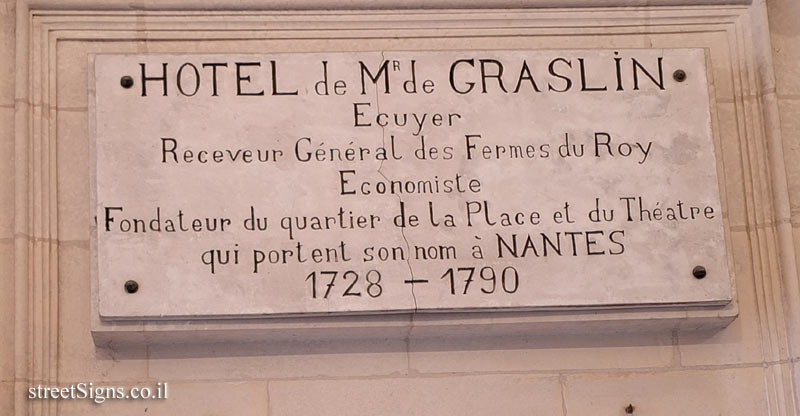 HOTEL de Mᴿ de GRASLIN
Ecuyer
Receveur Général des Fermes du Roy
Economiste
Fondateur du quartier de la Place et du Théatre
qui portent son nom à NANTES
1728 - 1790
streetSigns.co.il